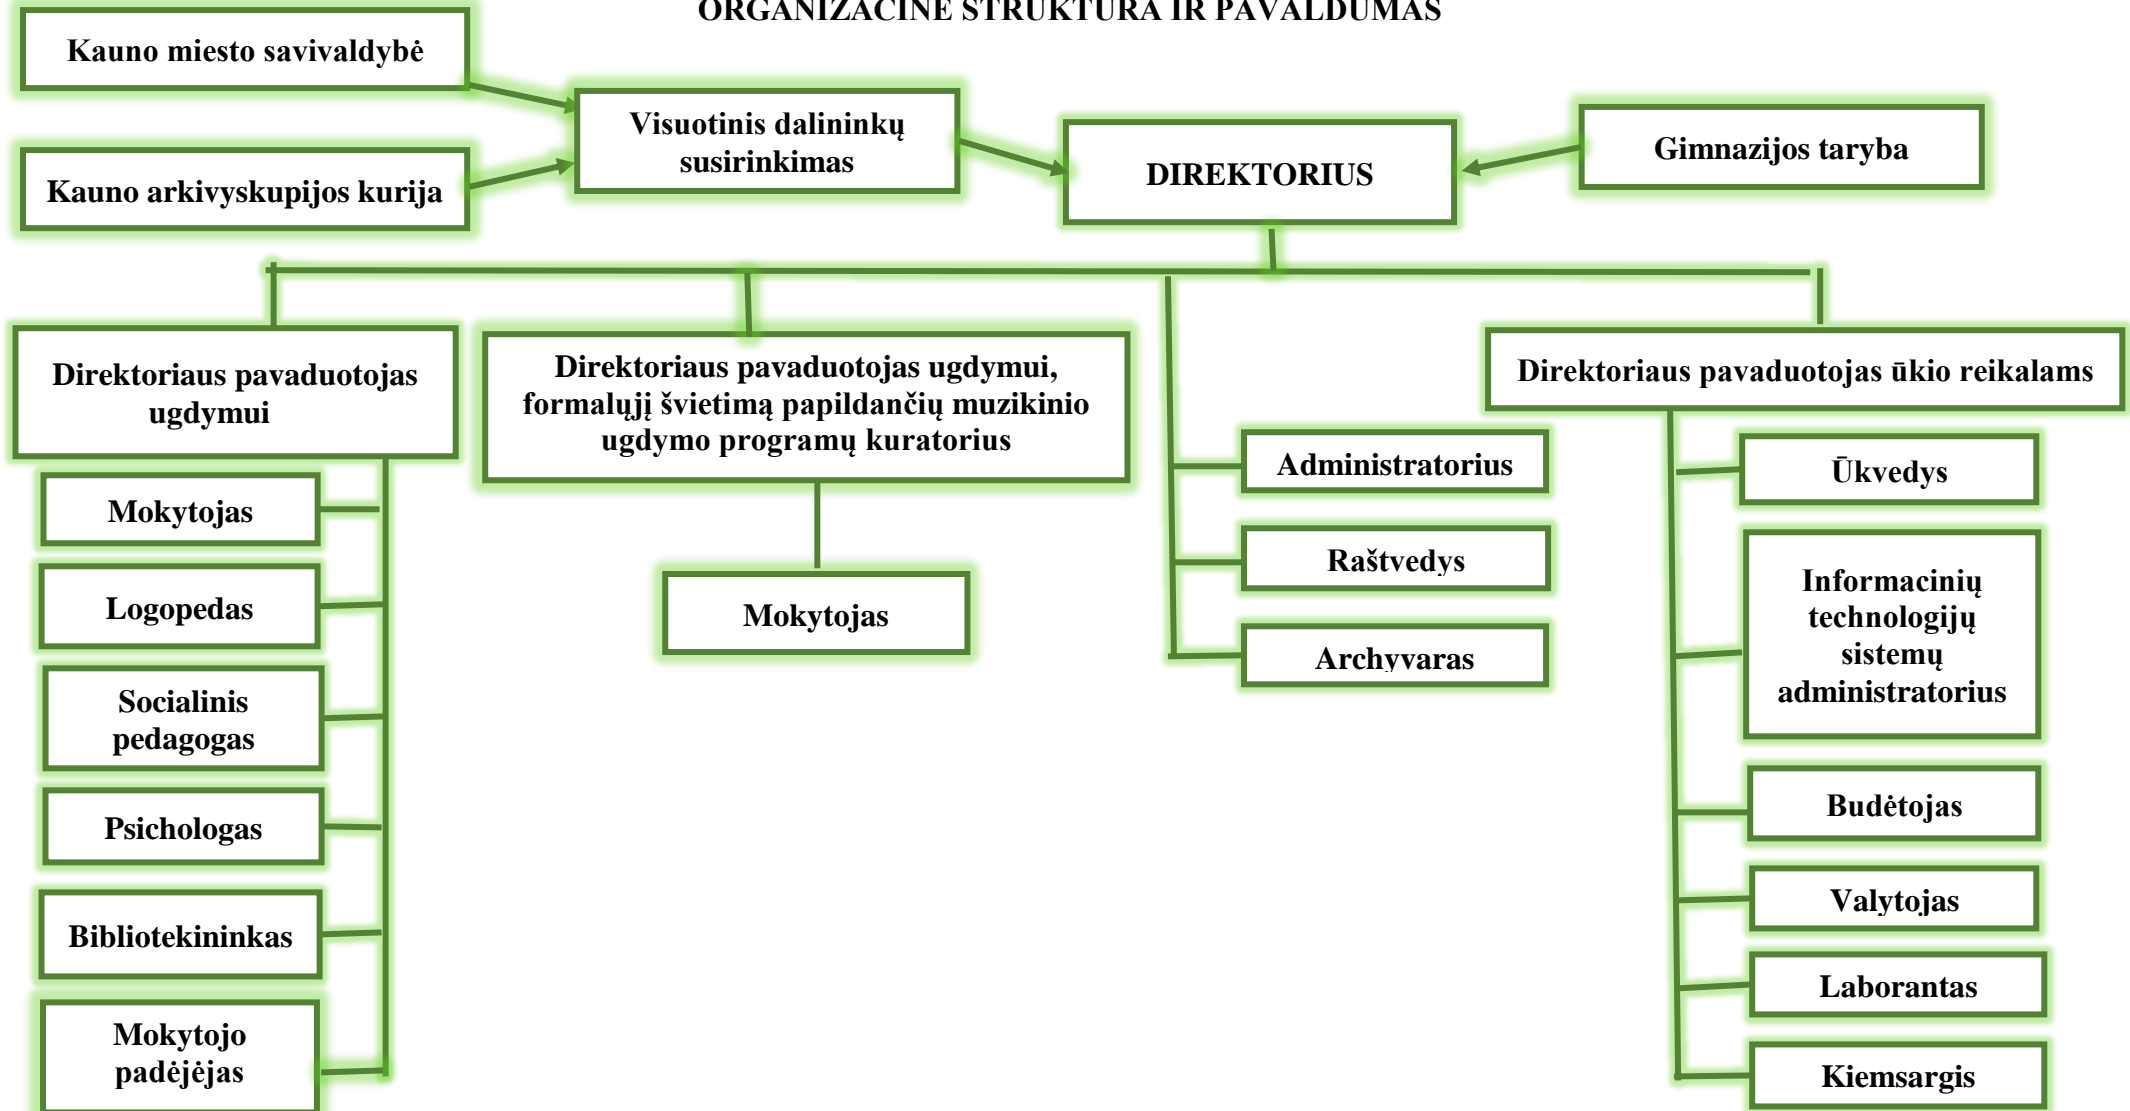 ORGANIZACINĖ STRUKTŪRA IR PAVALDUMAS
Kauno miesto savivaldybė
Kauno arkivyskupijos kurija
Visuotinis dalininkų
susirinkimas
DIREKTORIUS
Gimnazijos taryba
Direktoriaus pavaduotojas
ugdymui
Mokytojas
Logopedas
Socialinis
pedagogas
Psichologas
Bibliotekininkas
Mokytojo
padėjėjas
Direktoriaus pavaduotojas ugdymui,
formalųjį švietimą papildančių muzikinio
ugdymo programų kuratorius
Mokytojas
Administratorius
Raštvedys
Archyvaras
Direktoriaus pavaduotojas ūkio reikalams
Ūkvedys
Informacinių
technologijų
sistemų
administratorius
Budėtojas
Valytojas
Laborantas
Kiemsargis